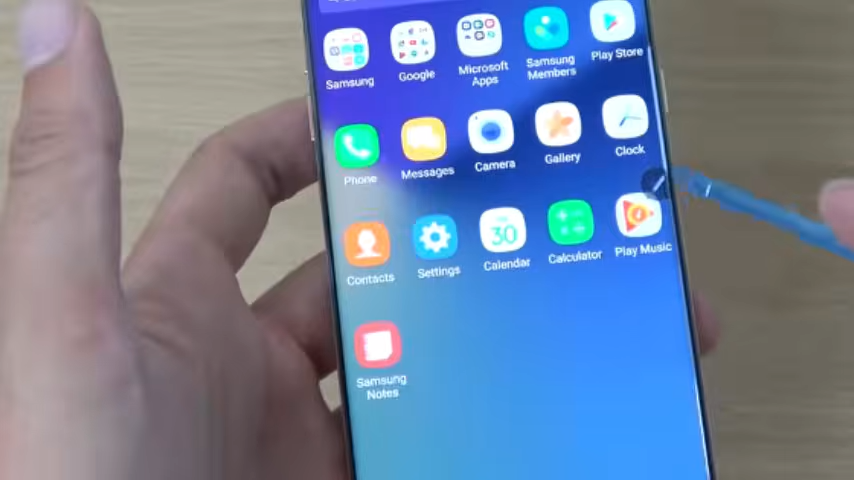 Samsung
Google
Microsoft
Apps
Samsung
Members
Play Store
Phone
Messages
Camera
Gallery
Clock
Contacts
Settings
30
Calendar
Calculator
Play Music
Samsung
Notes